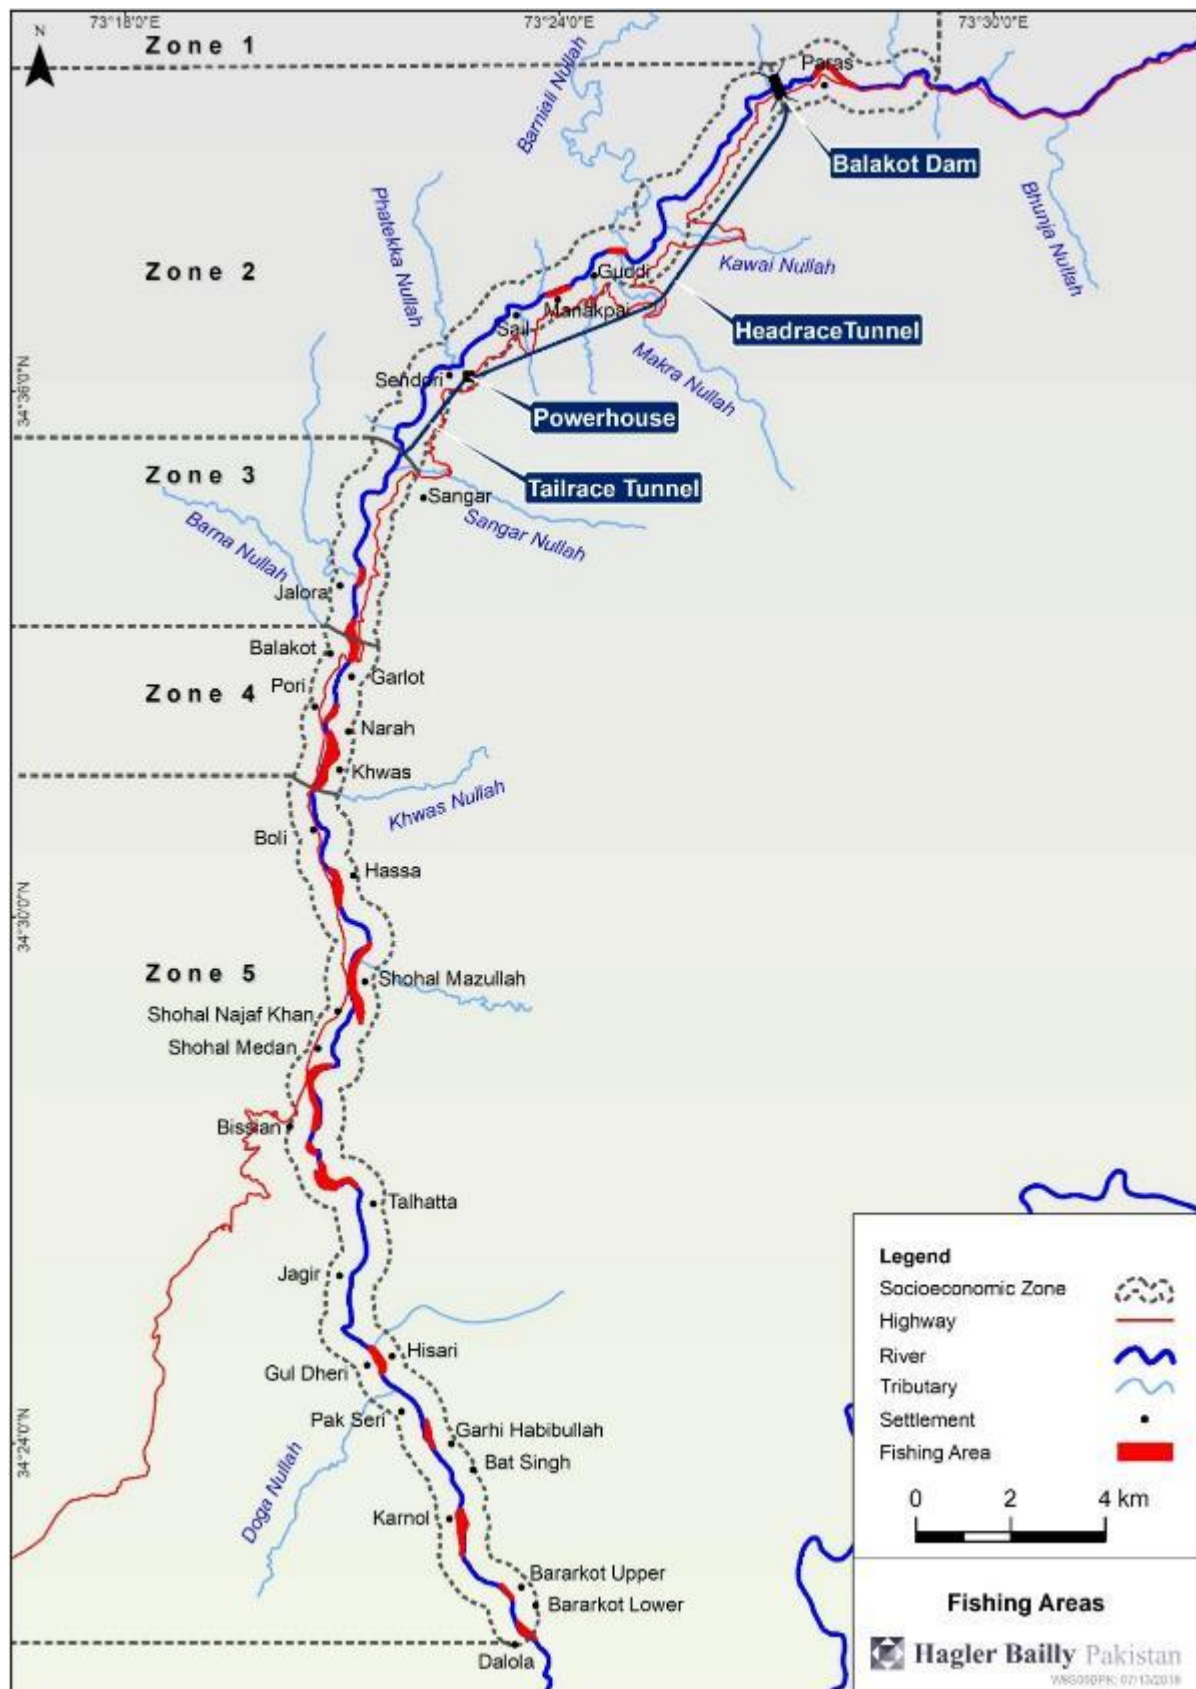 73°18'0"E
73°24'0"E
73°30'0"E
N
Zone 1
Paras
Barniali Nullah
Balakot Dam
Phatekka Nullah
Bhunja Nullah
Zone 2
Kawai Nullah
Guddi
Manakpai
Sail
Headrace Tunnel
Makra Nullah
Senderi
34°36'0"N
Powerhouse
Zone 3
Tailrace Tunnel
Sangar
Sangar Nullah
Barna Nullah
Jalora
Balakot
Garlot
Pori
Zone 4
Narah
Khwas
Khwas Nullah
Boli
Hassa
34°30'0"N
Zone 5
Shohal Mazullah
Shohal Najaf Khan
Shohal Medan
Bissian
Talhatta
Jagir
Hisari
Gul Dheri
Pak Seri
Garhi Habibullah
34°24'0"N
Bat Singh
Doga Nullah
Karnol
Bararkot Upper
Bararkot Lower
Dalola
Legend
Socioeconomic Zone
Highway
River
Tributary
Settlement
Fishing Area
0 2 4 km
Fishing Areas
Hagler Bailly Pakistan